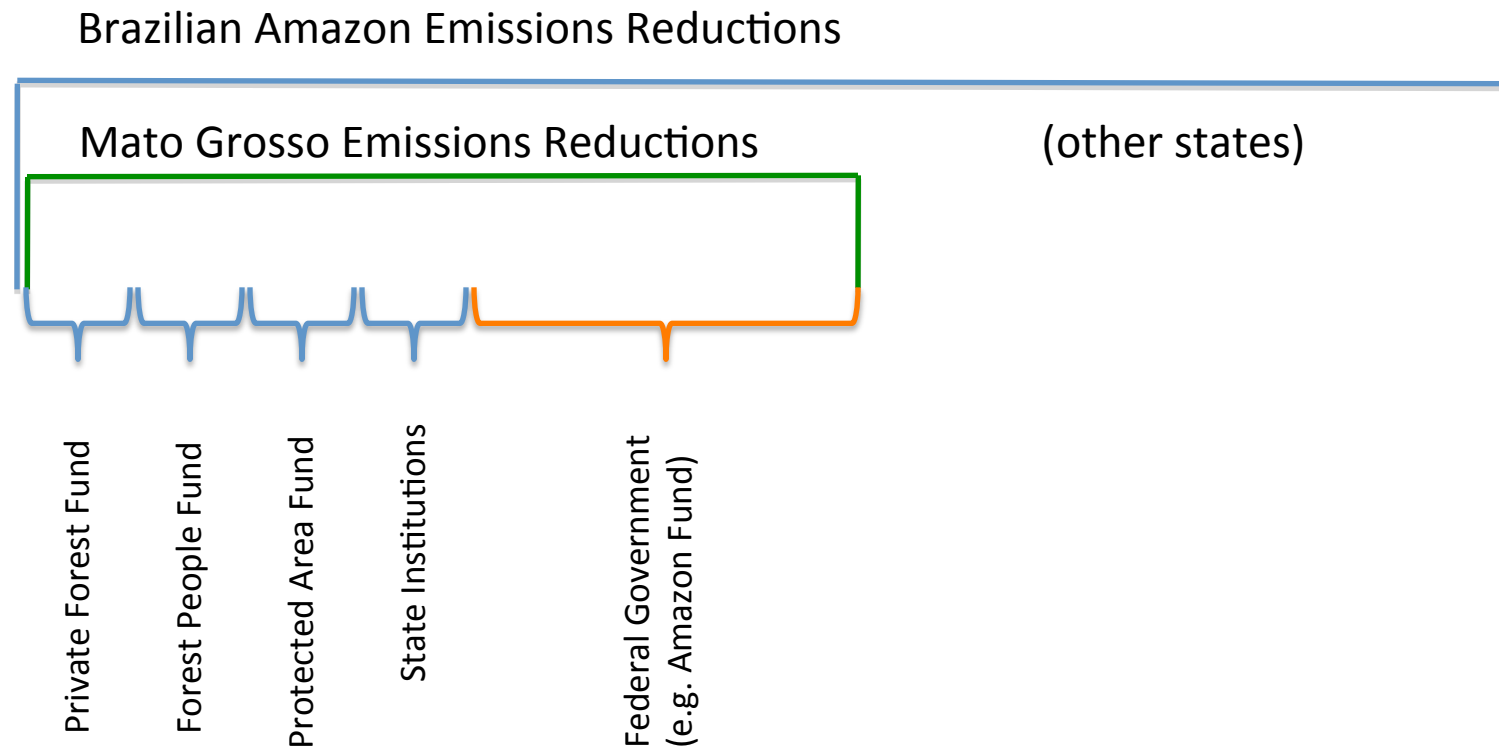 Brazilian Amazon Emissions Reductions
Mato Grosso Emissions Reductions
(other states)
Private Forest Fund
Forest People Fund
Protected Area Fund
State Institutions
Federal Government
(e.g. Amazon Fund)